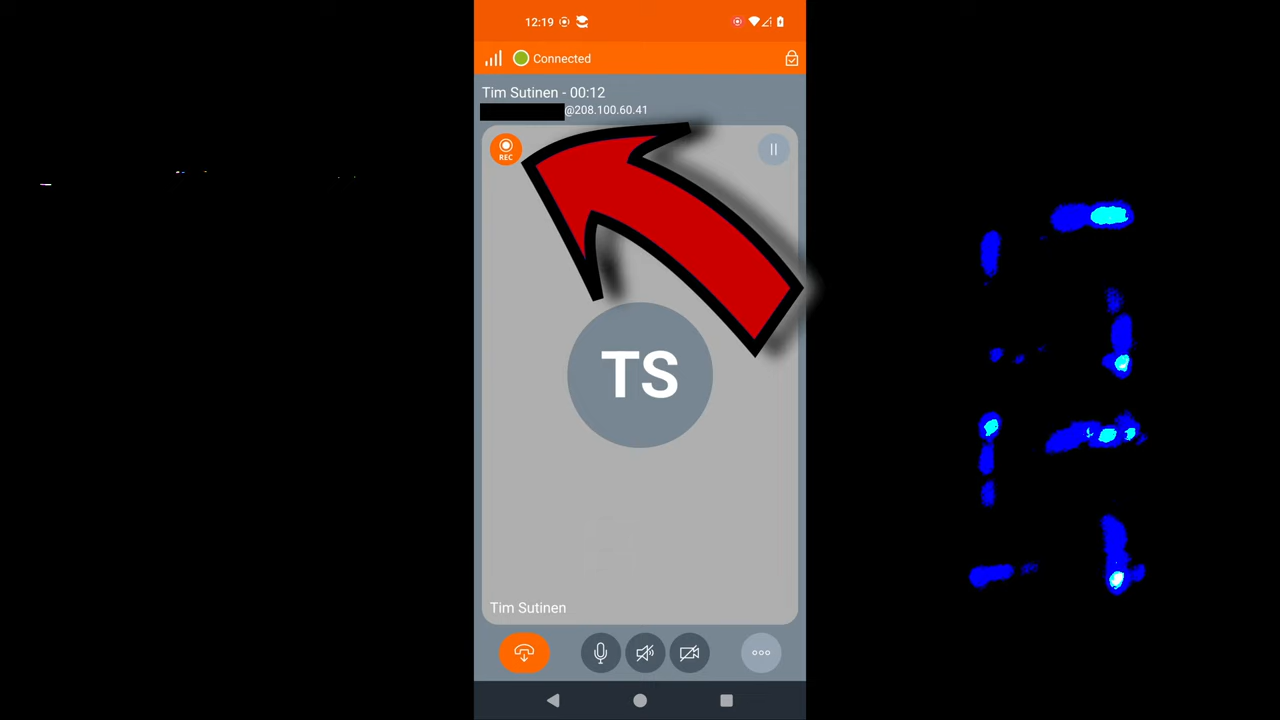 12:19
Connected
Tim Sutinen - 00:12
@208.100.60.41
REC
TS
Tim Sutinen